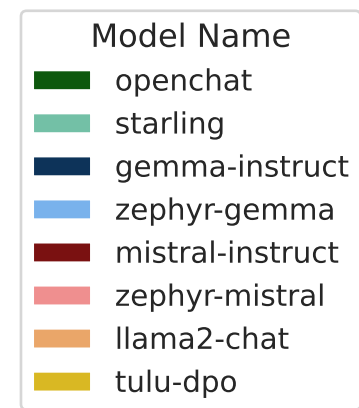 Model Name
openchat
starling
gemma-instruct
zephyr-gemma
mistral-instruct
zephyr-mistral
llama2-chat
tulu-dpo